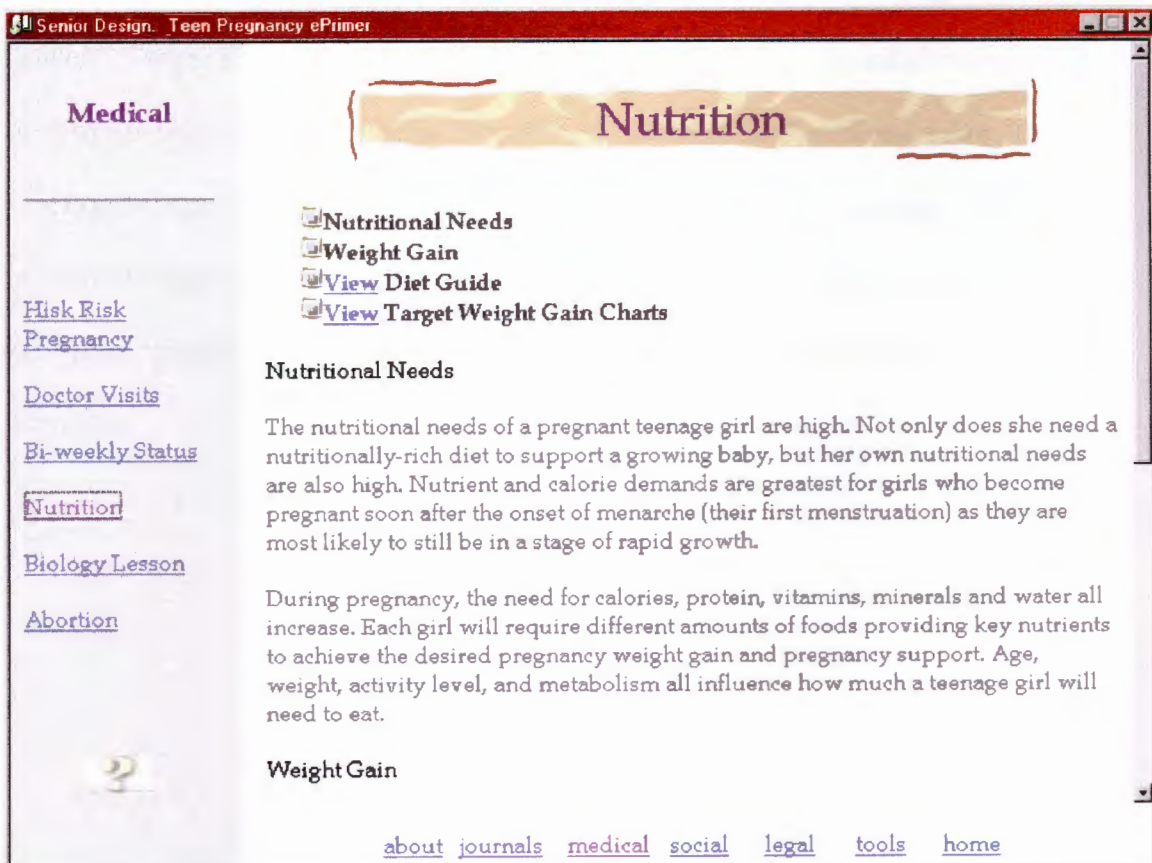 Senior Design. Teen Pregnancy ePrimer
Medical
Hisk Risk
Pregnancy
Doctor Visits
Bi-weekly Status
Nutrition
Biology Lesson
Abortion
?
Nutrition
Nutritional Needs
Weight Gain
View Diet Guide
View Target Weight Gain Charts
Nutritional Needs
The nutritional needs of a pregnant teenage girl are high. Not only does she need a
nutritionally-rich diet to support a growing baby, but her own nutritional needs
are also high. Nutrient and calorie demands are greatest for girls who become
pregnant soon after the onset of menarche (their first menstruation) as they are
most likely to still be in a stage of rapid growth.
During pregnancy, the need for calories, protein, vitamins, minerals and water all
increase. Each girl will require different amounts of foods providing key nutrients
to achieve the desired pregnancy weight gain and pregnancy support. Age,
weight, activity level, and metabolism all influence how much a teenage girl will
need to eat.
Weight Gain
about journals medical social legal tools home